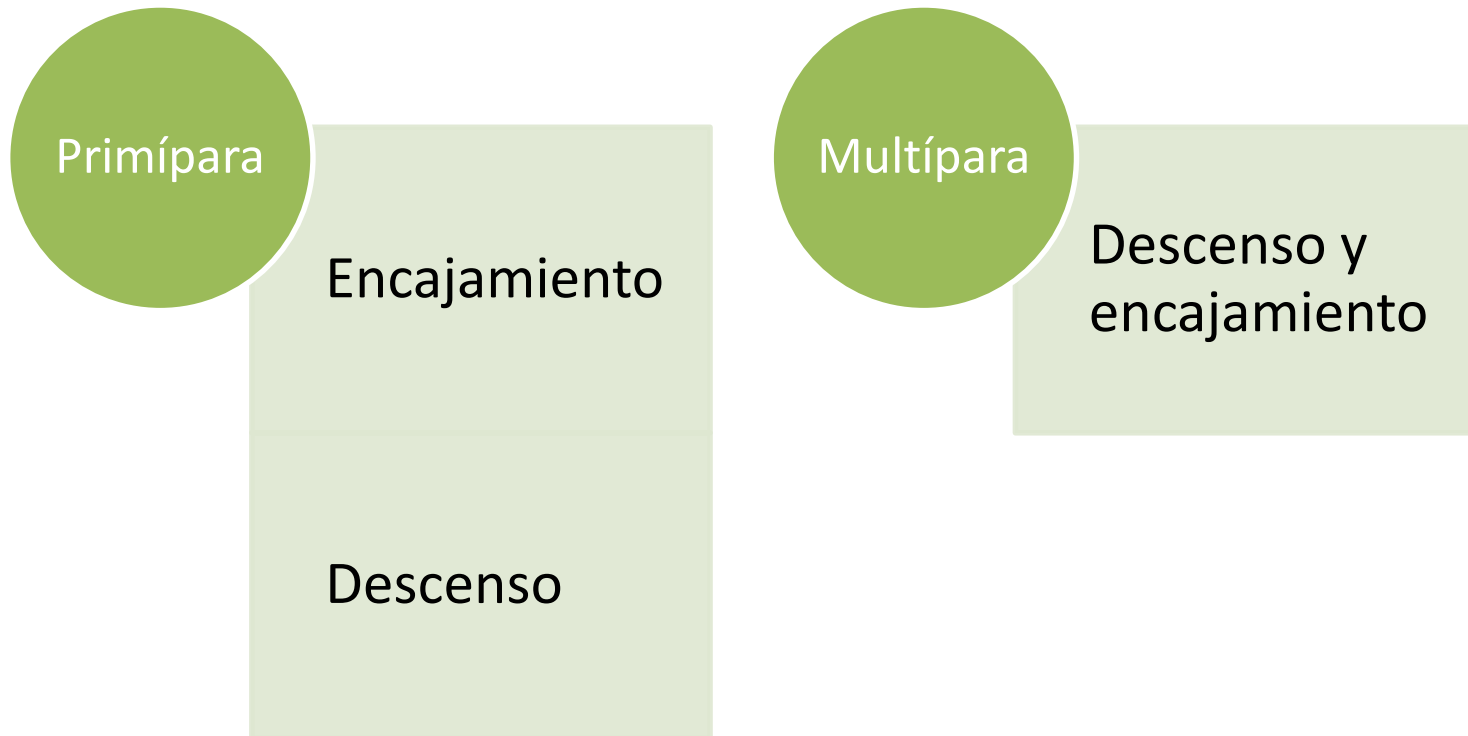 Primípara
Encajamiento
Descenso
Multípara
Descenso y
encajamiento